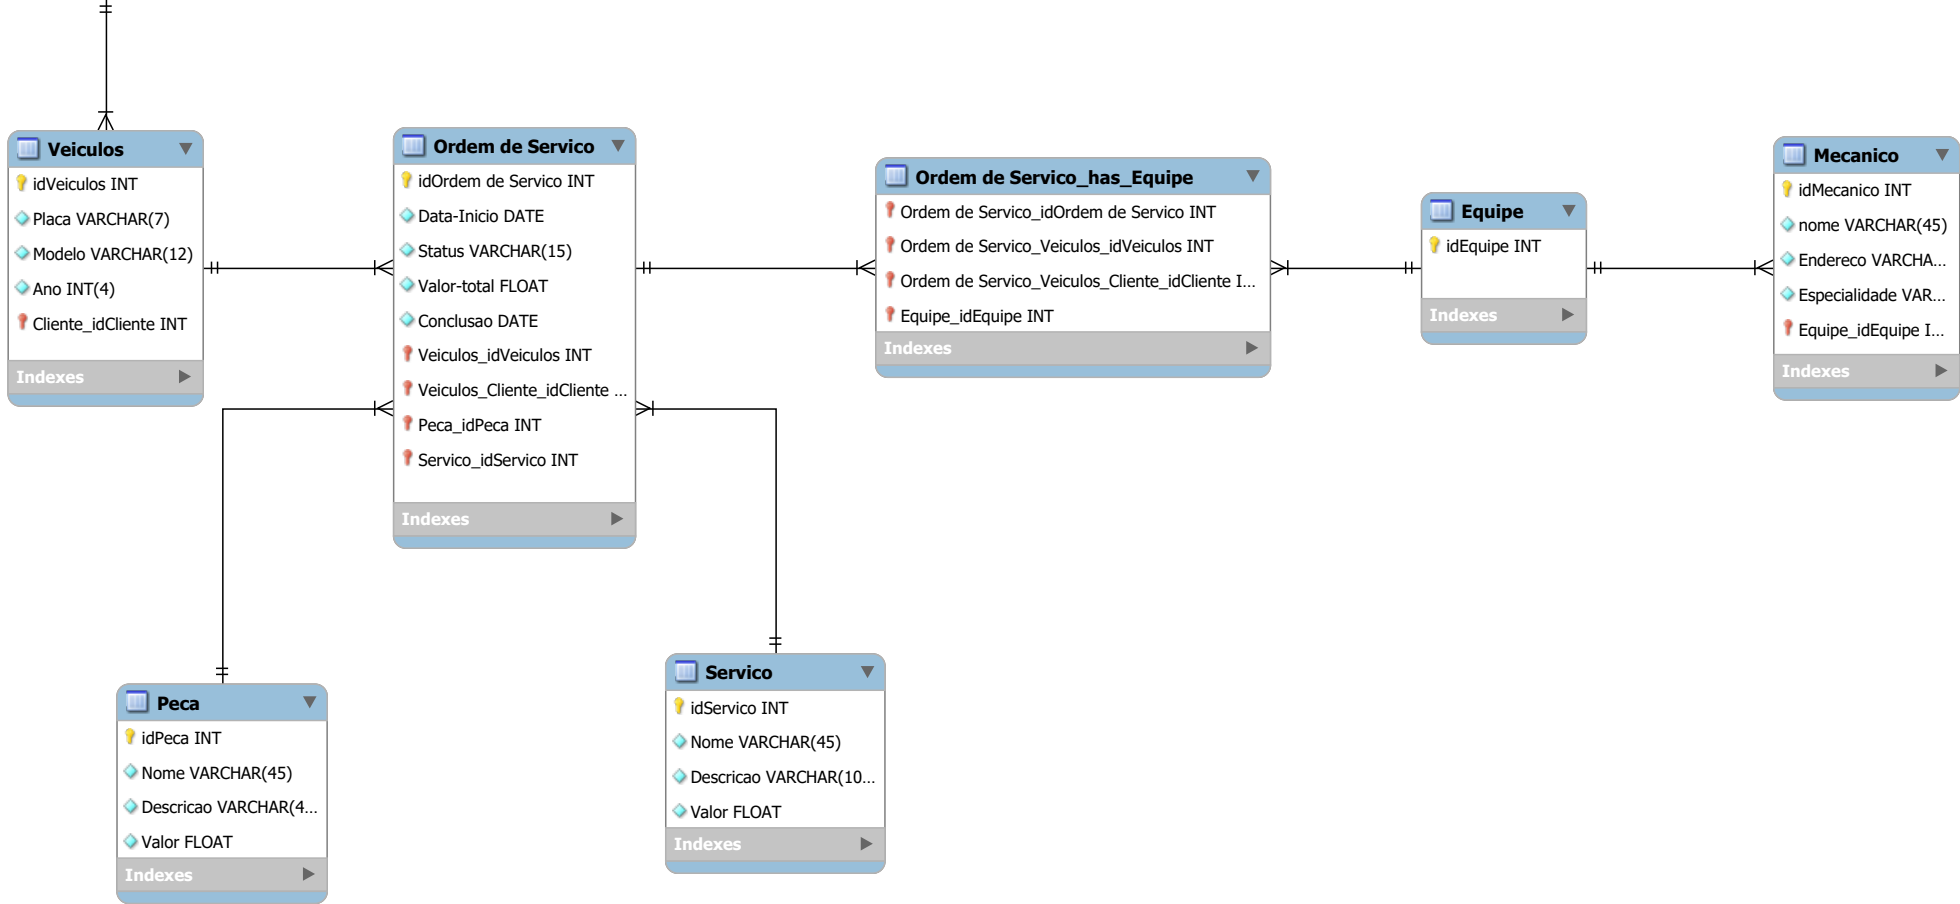 Veiculos
idVeiculos INT
Placa VARCHAR(7)
Modelo VARCHAR(12)
Ano INT(4)
Cliente_idCliente INT
Indexes
Ordem de Servico
idOrdem de Servico INT
Data-Inicio DATE
Status VARCHAR(15)
Valor-total FLOAT
Conclusao DATE
Veiculos_idVeiculos INT
Veiculos_Cliente_idCliente ...
Peca_idPeca INT
Servico_idServico INT
Indexes
Ordem de Servico_has_Equipe
Ordem de Servico_idOrdem de Servico INT
Ordem de Servico_Veiculos_idVeiculos INT
Ordem de Servico_Veiculos_Cliente_idCliente I...
Equipe_idEquipe INT
Indexes
Equipe
idEquipe INT
Indexes
Mecanico
idMecanico INT
nome VARCHAR(45)
Endereco VARCHA...
Especialidade VAR...
Equipe_idEquipe I...
Indexes
Peca
idPeca INT
Nome VARCHAR(45)
Descricao VARCHAR(4...
Valor FLOAT
Indexes
Servico
idServico INT
Nome VARCHAR(45)
Descricao VARCHAR(10...
Valor FLOAT
Indexes